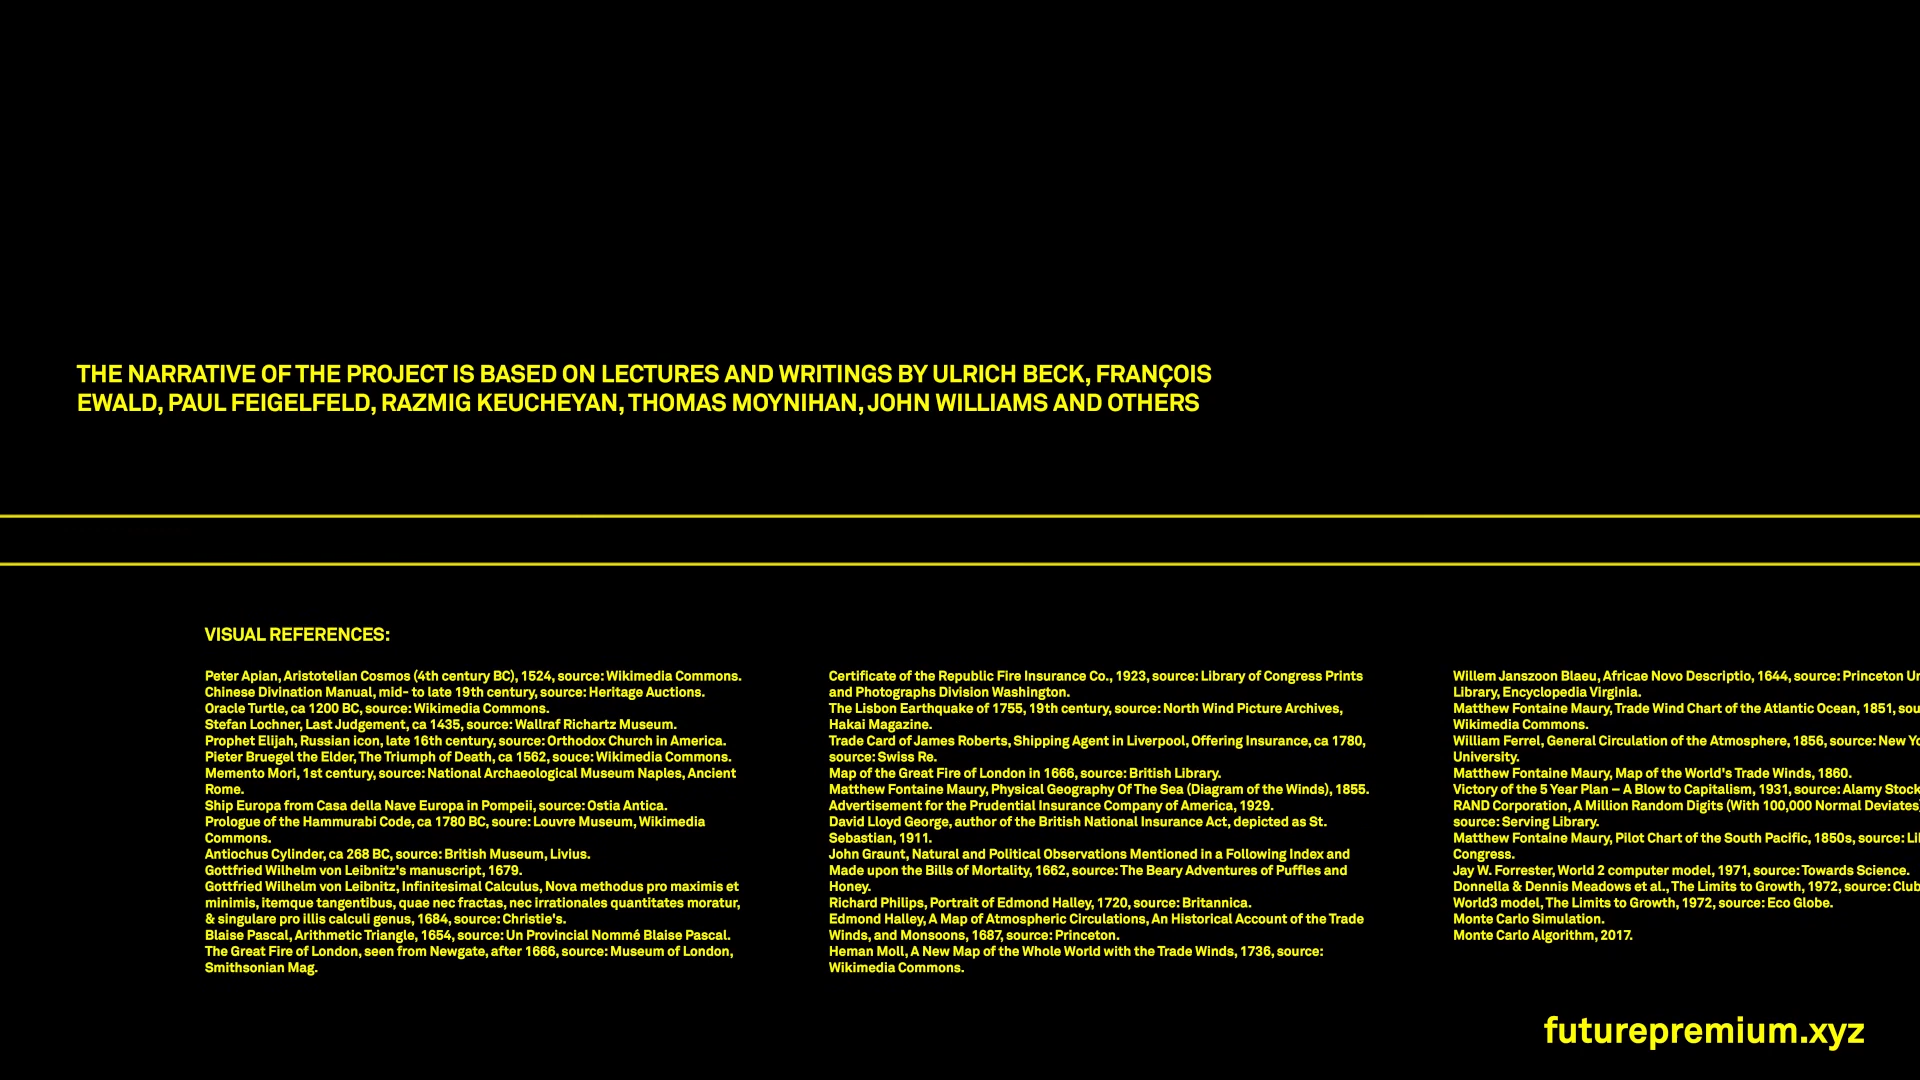 THE NARRATIVE OF THE PROJECT IS BASED ON LECTURES AND WRITINGS BY ULRICH BECK, FRANÇOIS
EWALD, PAUL FEIGELFELD, RAZMIG KEUCHEYAN, THOMAS MOYNIHAN, JOHN WILLIAMS AND OTHERS
VISUAL REFERENCES:
Peter Apian, Aristotelian Cosmos (4th century BC), 1524, source: Wikimedia Commons.
Chinese Divination Manual, mid- to late 19th century, source: Heritage Auctions.
Oracle Turtle, ca 1200 BC, source: Wikimedia Commons.
Stefan Lochner, Last Judgement, ca 1435, source: Wallraf Richartz Museum.
Prophet Elijah, Russian icon, late 16th century, source: Orthodox Church in America.
Pieter Bruegel the Elder, The Triumph of Death, ca 1562, souce: Wikimedia Commons.
Memento Mori, 1st century, source: National Archaeological Museum Naples, Ancient
Rome.
Ship Europa from Casa della Nave Europa in Pompeii, source: Ostia Antica.
Prologue of the Hammurabi Code, ca 1780 BC, soure: Louvre Museum, Wikimedia
Commons.
Antiochus Cylinder, ca 268 BC, source: British Museum, Livius.
Gottfried Wilhelm von Leibnitz's manuscript, 1679.
Gottfried Wilhelm von Leibnitz, Infinitesimal Calculus, Nova methodus pro maximis et
minimis, itemque tangentibus, quae nec fractas, nec irrationales quantitates moratur,
& singulare pro illis calculi genus, 1684, source: Christie's.
Blaise Pascal, Arithmetic Triangle, 1654, source: Un Provincial Nommé Blaise Pascal.
The Great Fire of London, seen from Newgate, after 1666, source: Museum of London,
Smithsonian Mag.
Certificate of the Republic Fire Insurance Co., 1923, source: Library of Congress Prints
and Photographs Division Washington.
The Lisbon Earthquake of 1755, 19th century, source: North Wind Picture Archives,
Hakai Magazine.
Trade Card of James Roberts, Shipping Agent in Liverpool, Offering Insurance, ca 1780,
source: Swiss Re.
Map of the Great Fire of London in 1666, source: British Library.
Matthew Fontaine Maury, Physical Geography Of The Sea (Diagram of the Winds), 1855.
Advertisement for the Prudential Insurance Company of America, 1929.
David Lloyd George, author of the British National Insurance Act, depicted as St.
Sebastian, 1911.
John Graunt, Natural and Political Observations Mentioned in a Following Index and
Made upon the Bills of Mortality, 1662, source: The Beary Adventures of Puffles and
Honey.
Richard Philips, Portrait of Edmond Halley, 1720, source: Britannica.
Edmond Halley, A Map of Atmospheric Circulations, An Historical Account of the Trade
Winds, and Monsoons, 1687, source: Princeton.
Heman Moll, A New Map of the Whole World with the Trade Winds, 1736, source:
Wikimedia Commons.
Willem Janszoon Blaeu, Africae Novo Descriptio, 1644, source: Princeton
Library, Encyclopedia Virginia.
Matthew Fontaine Maury, Trade Wind Chart of the Atlantic Ocean, 1851,
Wikimedia Commons.
William Ferrel, General Circulation of the Atmosphere, 1856, source: New
University.
Matthew Fontaine Maury, Map of the World's Trade Winds, 1860.
Victory of the 5 Year Plan – A Blow to Capitalism, 1931, source: Alamy Stock
RAND Corporation, A Million Random Digits (With 100,000 Normal Deviates)
source: Serving Library.
Matthew Fontaine Maury, Pilot Chart of the South Pacific, 1850s, source:
Congress.
Jay W. Forrester, World 2 computer model, 1971, source: Towards Science.
Donnella & Dennis Meadows et al., The Limits to Growth, 1972, source: Club
World3 model, The Limits to Growth, 1972, source: Eco Globe.
Monte Carlo Simulation.
Monte Carlo Algorithm, 2017.
futurepremium.xyz